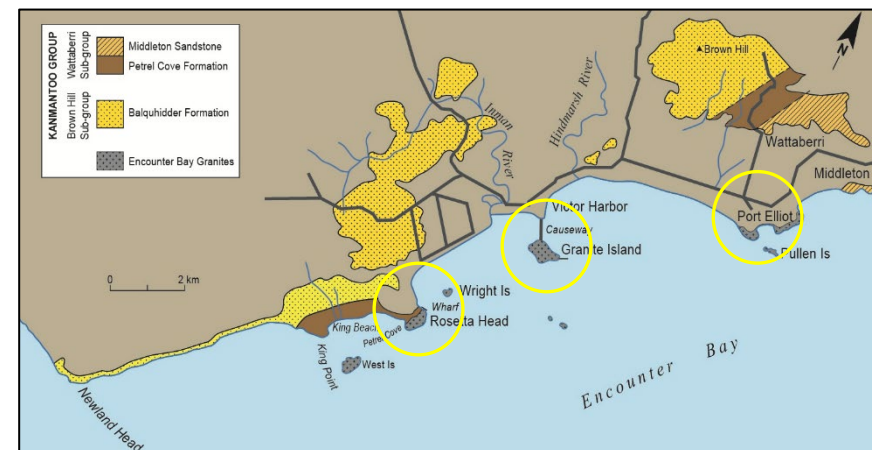 KANMANTOO GROUP
Wattaberri
Sub-group
Middleton Sandstone
Petrel Cove Formation
Brown Hill
Sub-group
Balquhidder Formation
Encounter Bay Granites
0 2 km
N
Brown Hill
Inman
River
Hindmarsh River
Wattaberri
Middleton
Victor Harbor
Port Elliot
Causeway
Granite Island
Pullen Is
Wright Is
Wharf
King Beach
Petrel Cove
Rosetta Head
King Point
West Is
Encounter Bay
Newland Head